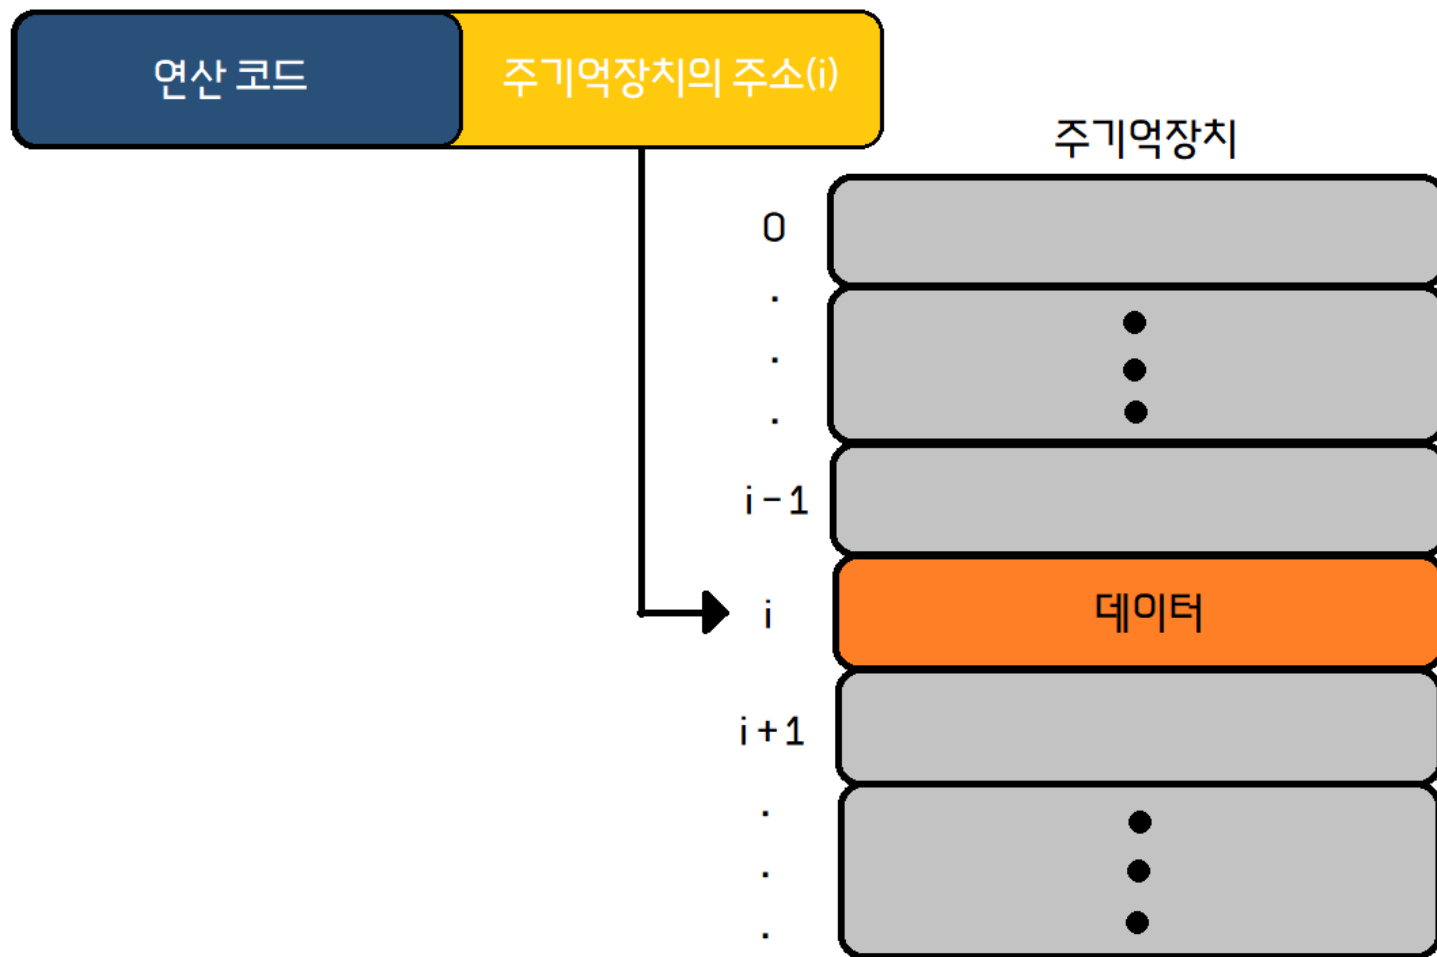 연산 코드
주기억장치의 주소(i)
주기억장치
0
.
.
.
i-1
i
데이터
i+1
.
.
.